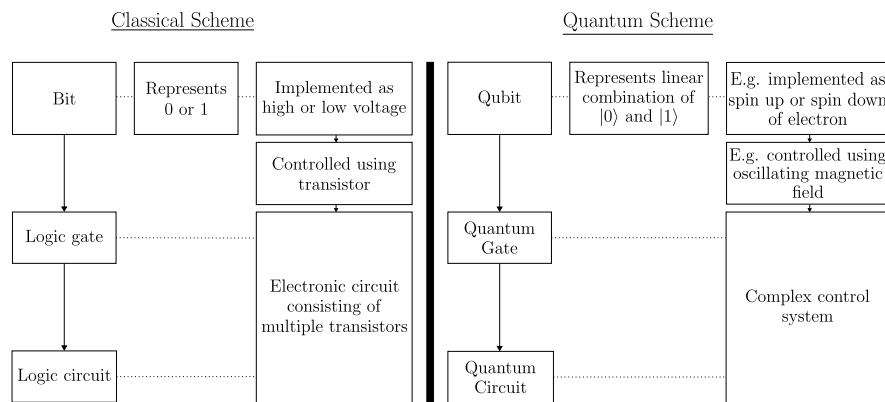 Classical Scheme
Bit
Represents
0 or 1
Implemented as
high or low voltage
Controlled using
transistor
Logic gate
Electronic circuit
consisting of
multiple transistors
Logic circuit
Quantum Scheme
Qubit
Represents linear
combination of
|0⟩ and |1⟩
E.g. implemented as
spin up or spin down
of electron
E.g. controlled using
oscillating magnetic
field
Quantum
Gate
Complex control
system
Quantum
Circuit